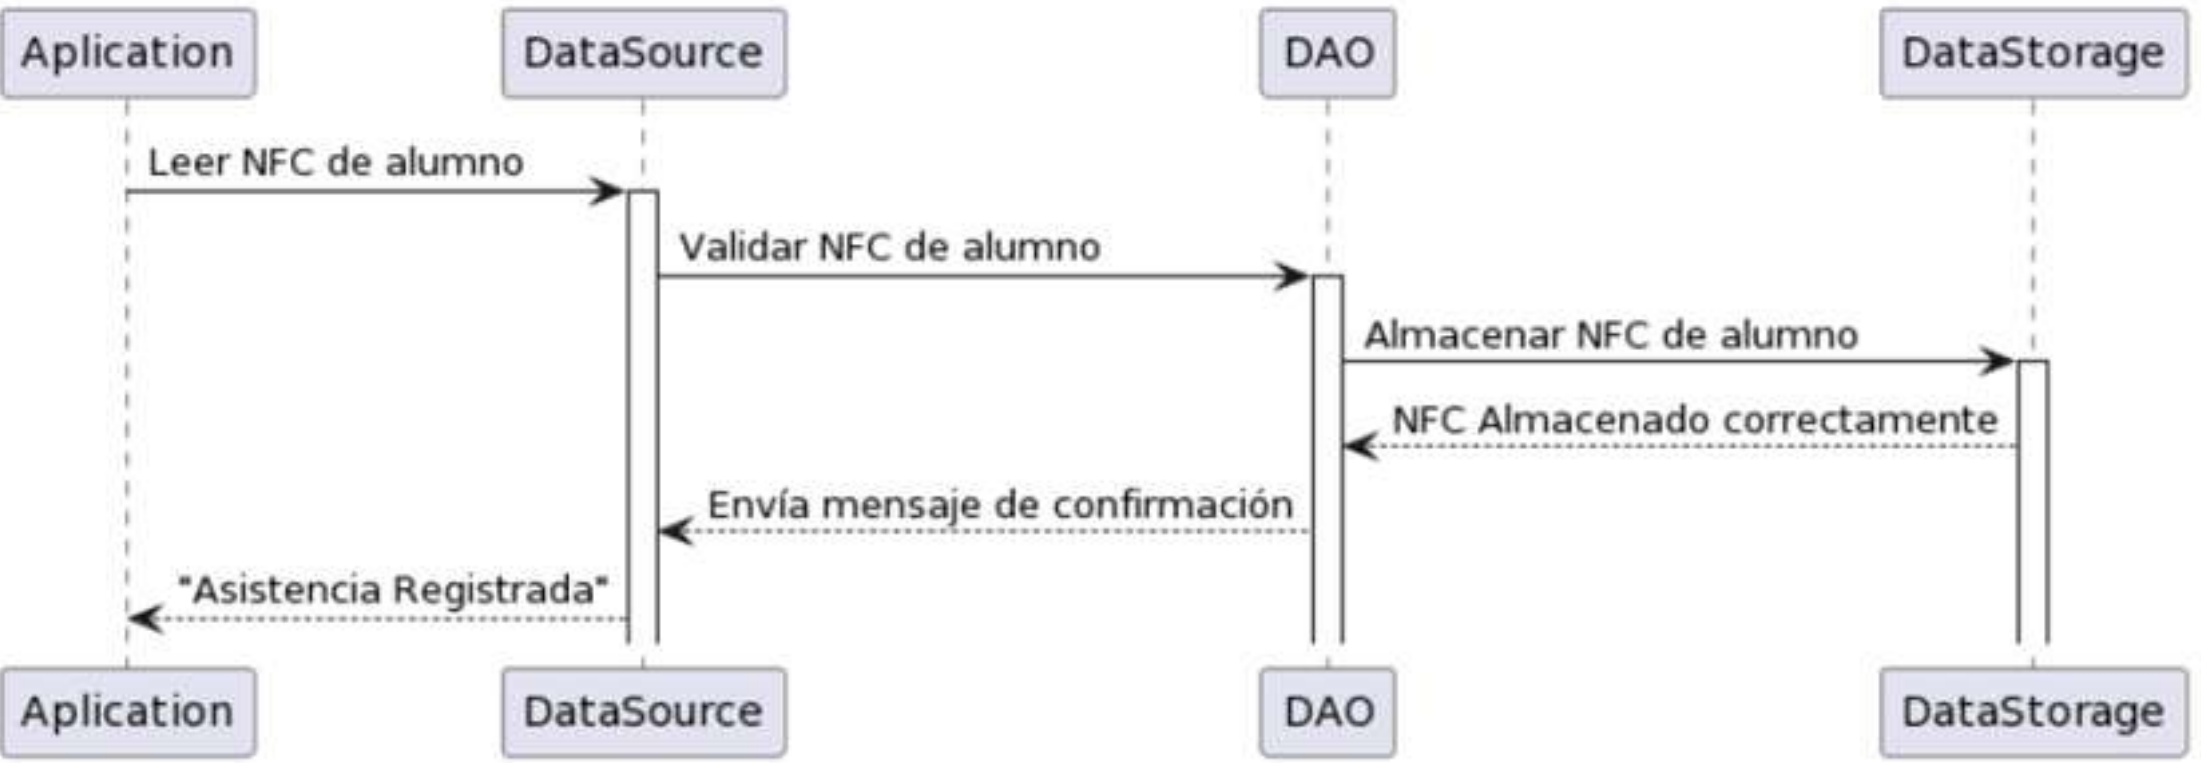 Aplication
DataSource
DAO
DataStorage
Leer NFC de alumno
Validar NFC de alumno
Almacenar NFC de alumno
NFC Almacenado correctamente
Envía mensaje de confirmación
"Asistencia Registrada"
Aplication
DataSource
DAO
DataStorage